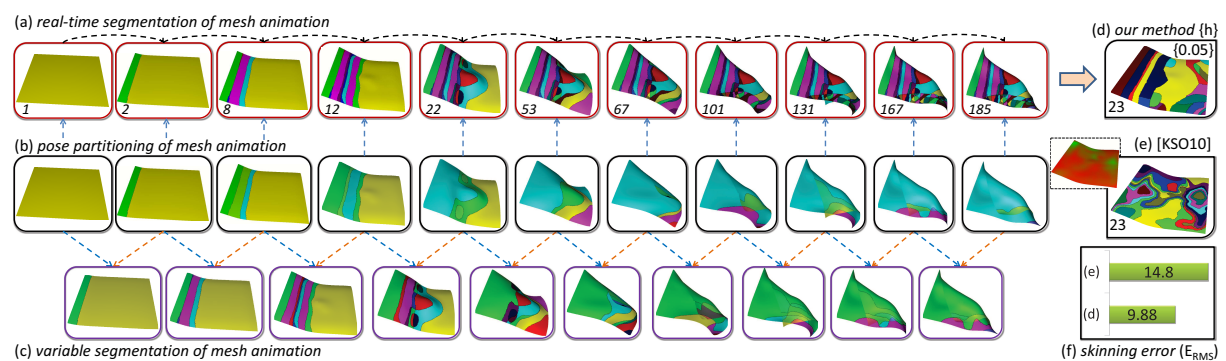 (a) real-time segmentation of mesh animation
1
2
8
12
22
53
67
101
131
167
185
(d) our method {h}
{0.05}
23
(b) pose partitioning of mesh animation
(e) [KSO10]
23
(e) 14.8
(d) 9.88
(c) variable segmentation of mesh animation
(f) skinning error (E_RMS)